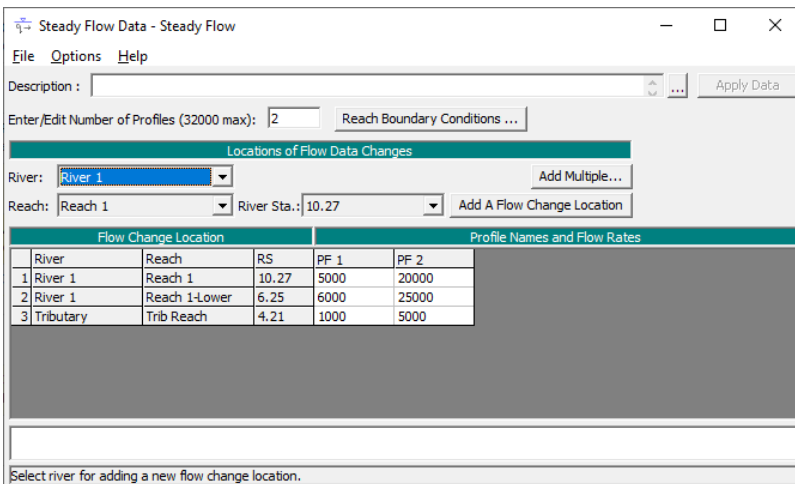 Steady Flow Data - Steady Flow
File Options Help
Description : ... Apply Data
Enter/Edit Number of Profiles (32000 max): 2 Reach Boundary Conditions ...
Locations of Flow Data Changes
River: River 1 Add Multiple...
Reach: Reach 1 River Sta.: 10.27 Add A Flow Change Location
Flow Change Location Profile Names and Flow Rates
River Reach RS PF 1 PF 2
1 River 1 Reach 1 10.27 5000 20000
2 River 1 Reach 1-Lower 6.25 6000 25000
3 Tributary Trib Reach 4.21 1000 5000
Select river for adding a new flow change location.